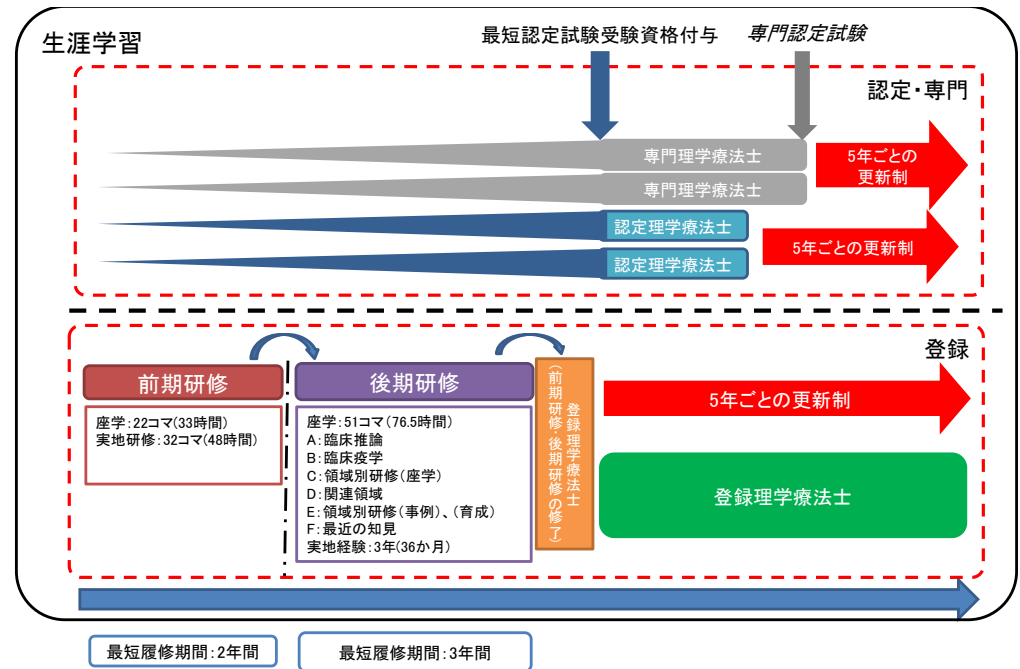 生涯学習
最短認定試験受験資格付与
専門認定試験
認定・専門
専門理学療法士
5年ごとの
更新制
専門理学療法士
認定理学療法士
5年ごとの更新制
認定理学療法士
登録
前期研修
座学:22コマ(33時間)
実地研修:32コマ(48時間)
後期研修
座学:51コマ(76.5時間)
A:臨床推論
B:臨床疫学
C:領域別研修(座学)
D:関連領域
E:領域別研修(事例)、(育成)
F:最近の知見
実地経験:3年(36か月)
登録理学療法士
(前期研修・後期研修の修了)
5年ごとの更新制
登録理学療法士
最短履修期間:2年間
最短履修期間:3年間